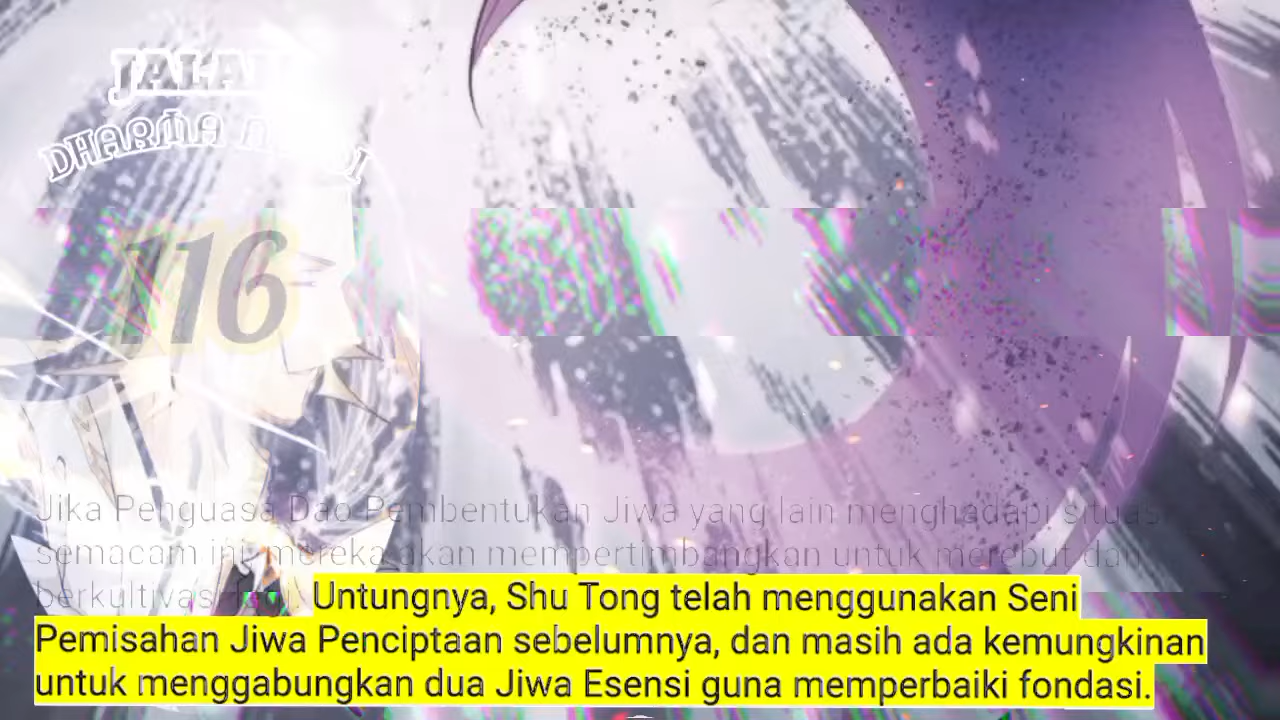 JALAN
DHARMA
116
Jika Penguasa Dao Pembentukan Jiwa yang lain menghadapi situasi
semacam ini, mereka akan mempertimbangkan untuk merebut dan
berkultivasi lagi. Untungnya, Shu Tong telah menggunakan Seni
Pemisahan Jiwa Penciptaan sebelumnya, dan masih ada kemungkinan
untuk menggabungkan dua Jiwa Esensi guna memperbaiki fondasi.